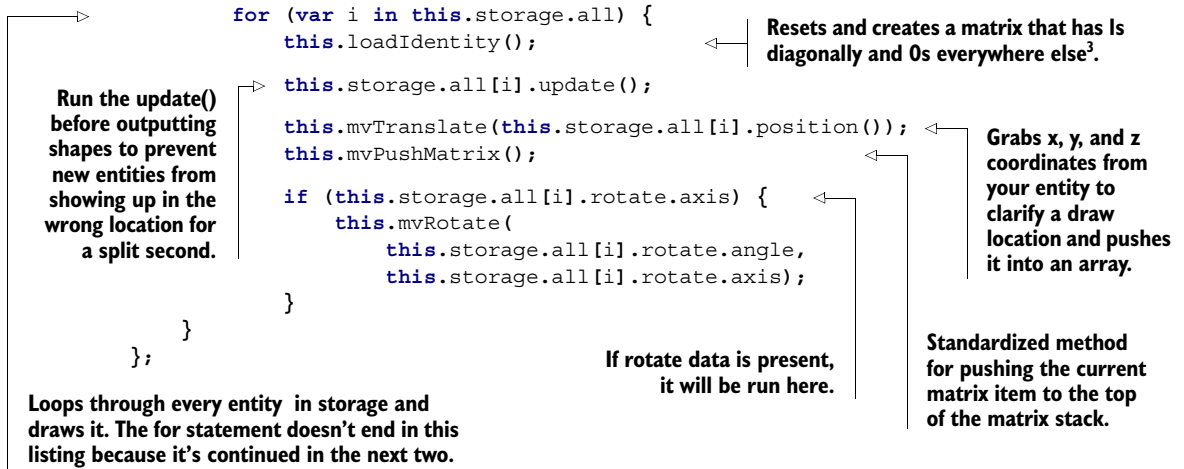 for (var i in this.storage.all) {
this.loadIdentity();
Resets and creates a matrix that has 1s
diagonally and 0s everywhere else3.
this.storage.all[i].update();
Run the update()
before outputting
shapes to prevent
new entities from
showing up in the
wrong location for
a split second.
this.mvTranslate(this.storage.all[i].position());
this.mvPushMatrix();
Grabs x, y, and z
coordinates from
your entity to
clarify a draw
location and pushes
it into an array.
if (this.storage.all[i].rotate.axis) {
this.mvRotate(
this.storage.all[i].rotate.angle,
this.storage.all[i].rotate.axis);
}
}
};
If rotate data is present,
it will be run here.
Standardized method
for pushing the current
matrix item to the top
of the matrix stack.
Loops through every entity in storage and
draws it. The for statement doesn't end in this
listing because it's continued in the next two.